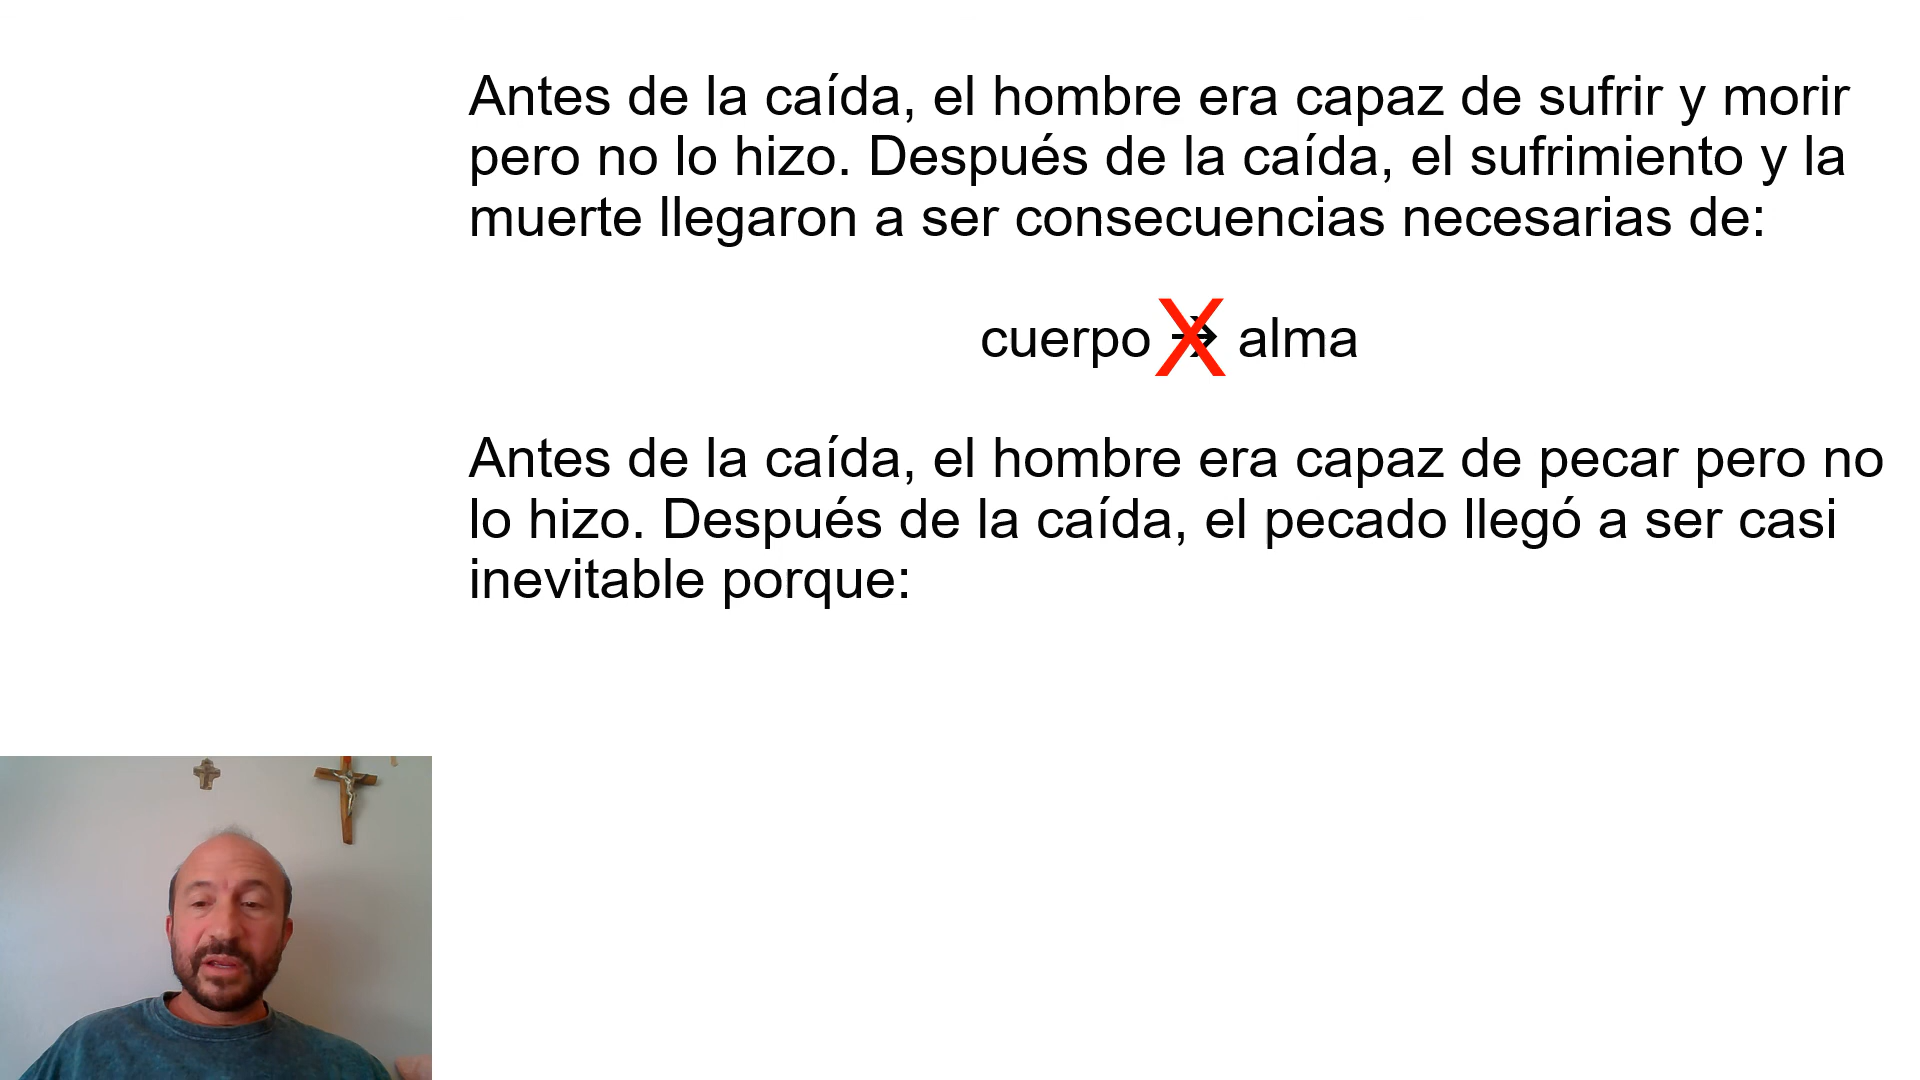 Antes de la caída, el hombre era capaz de sufrir y morir
pero no lo hizo. Después de la caída, el sufrimiento y la
muerte llegaron a ser consecuencias necesarias de:
cuerpo X→ alma
Antes de la caída, el hombre era capaz de pecar pero no
lo hizo. Después de la caída, el pecado llegó a ser casi
inevitable porque: